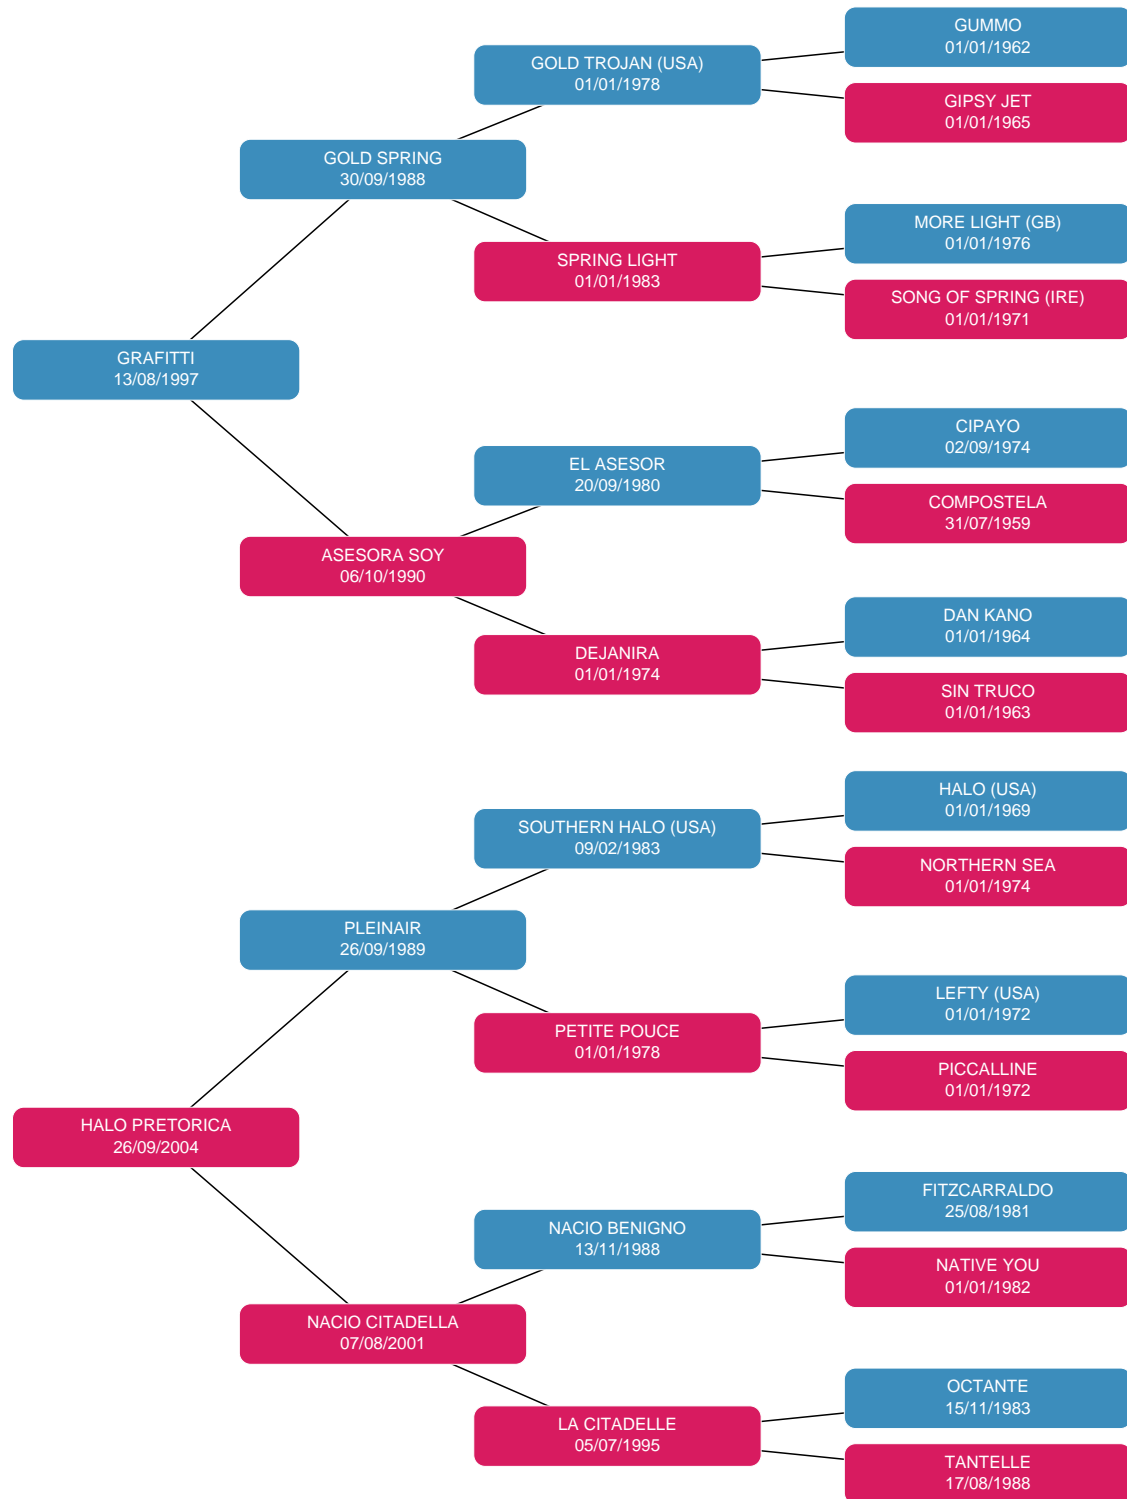 GUMMO
01/01/1962
GOLD TROJAN (USA)
01/01/1978
GIPSY JET
01/01/1965
GOLD SPRING
30/09/1988
MORE LIGHT (GB)
01/01/1976
SPRING LIGHT
01/01/1983
SONG OF SPRING (IRE)
01/01/1971
GRAFITTI
13/08/1997
CIPAYO
02/09/1974
EL ASESOR
20/09/1980
COMPOSTELA
31/07/1959
ASESORA SOY
06/10/1990
DAN KANO
01/01/1964
DEJANIRA
01/01/1974
SIN TRUCO
01/01/1963
HALO (USA)
01/01/1969
SOUTHERN HALO (USA)
09/02/1983
NORTHERN SEA
01/01/1974
PLEINAIR
26/09/1989
LEFTY (USA)
01/01/1972
PETITE POUCE
01/01/1978
PICCALLINE
01/01/1972
HALO PRETORICA
26/09/2004
FITZCARRALDO
25/08/1981
NACIO BENIGNO
13/11/1988
NATIVE YOU
01/01/1982
NACIO CITADELLA
07/08/2001
OCTANTE
15/11/1983
LA CITADELLE
05/07/1995
TANTELLE
17/08/1988